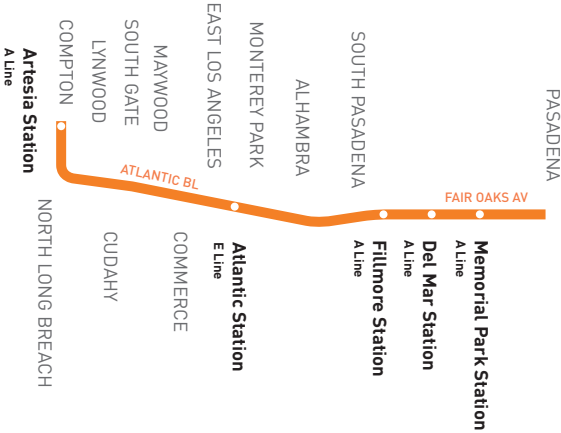 PASADENA
FAIR OAKS AV
Memorial Park Station
A Line
Del Mar Station
A Line
Fillmore Station
A Line
SOUTH PASADENA
ALHAMBRA
MONTEREY PARK
Atlantic Station
E Line
EAST LOS ANGELES
COMMERCE
ATLANTIC BL
MAYWOOD
SOUTH GATE
CUDAHY
LYNWOOD
COMPTON
NORTH LONG BREACH
Artesia Station
A Line